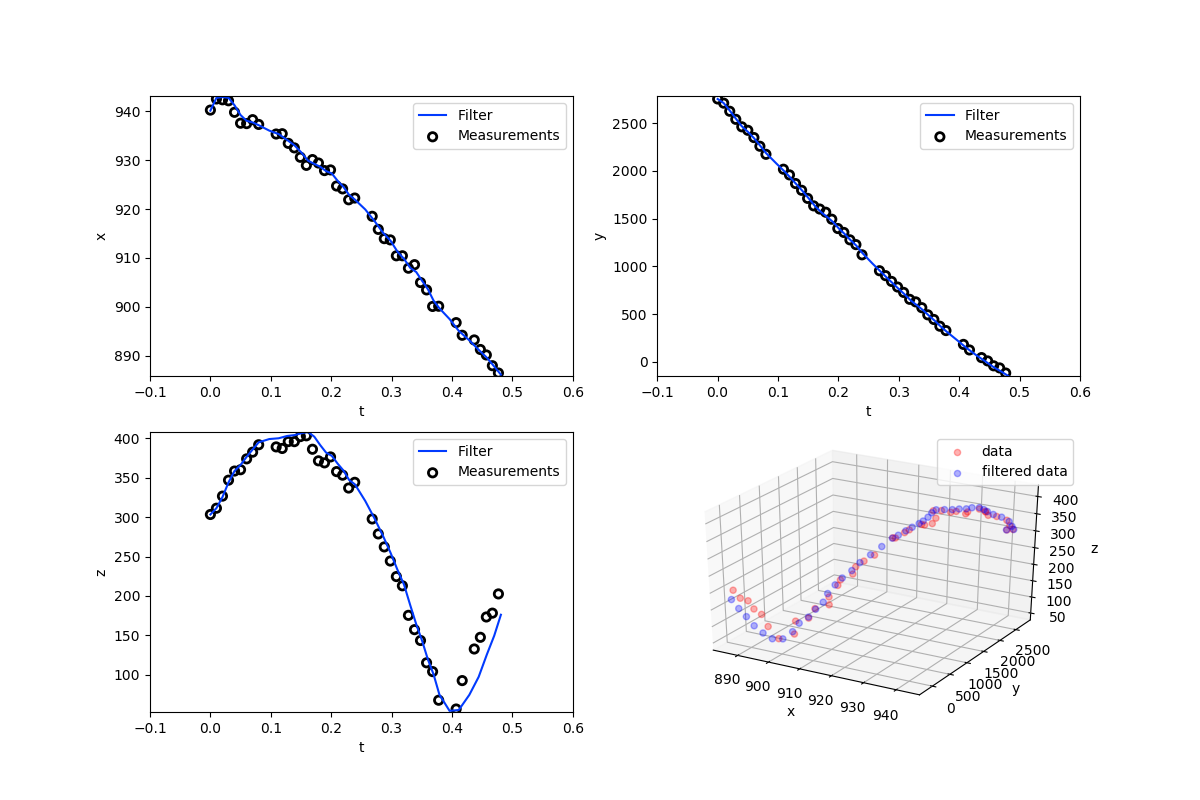 Filter
Measurements
940
930
920
910
900
890
x
−0.1 0.0 0.1 0.2 0.3 0.4 0.5 0.6
t
Filter
Measurements
2500
2000
1500
1000
500
0
y
−0.1 0.0 0.1 0.2 0.3 0.4 0.5 0.6
t
Filter
Measurements
400
350
300
250
200
150
100
z
−0.1 0.0 0.1 0.2 0.3 0.4 0.5 0.6
t
data
filtered data
400
350
300
250
200
150
100
50
z
890 900 910 920 930 940
x
0 500 1000 1500 2000 2500
y